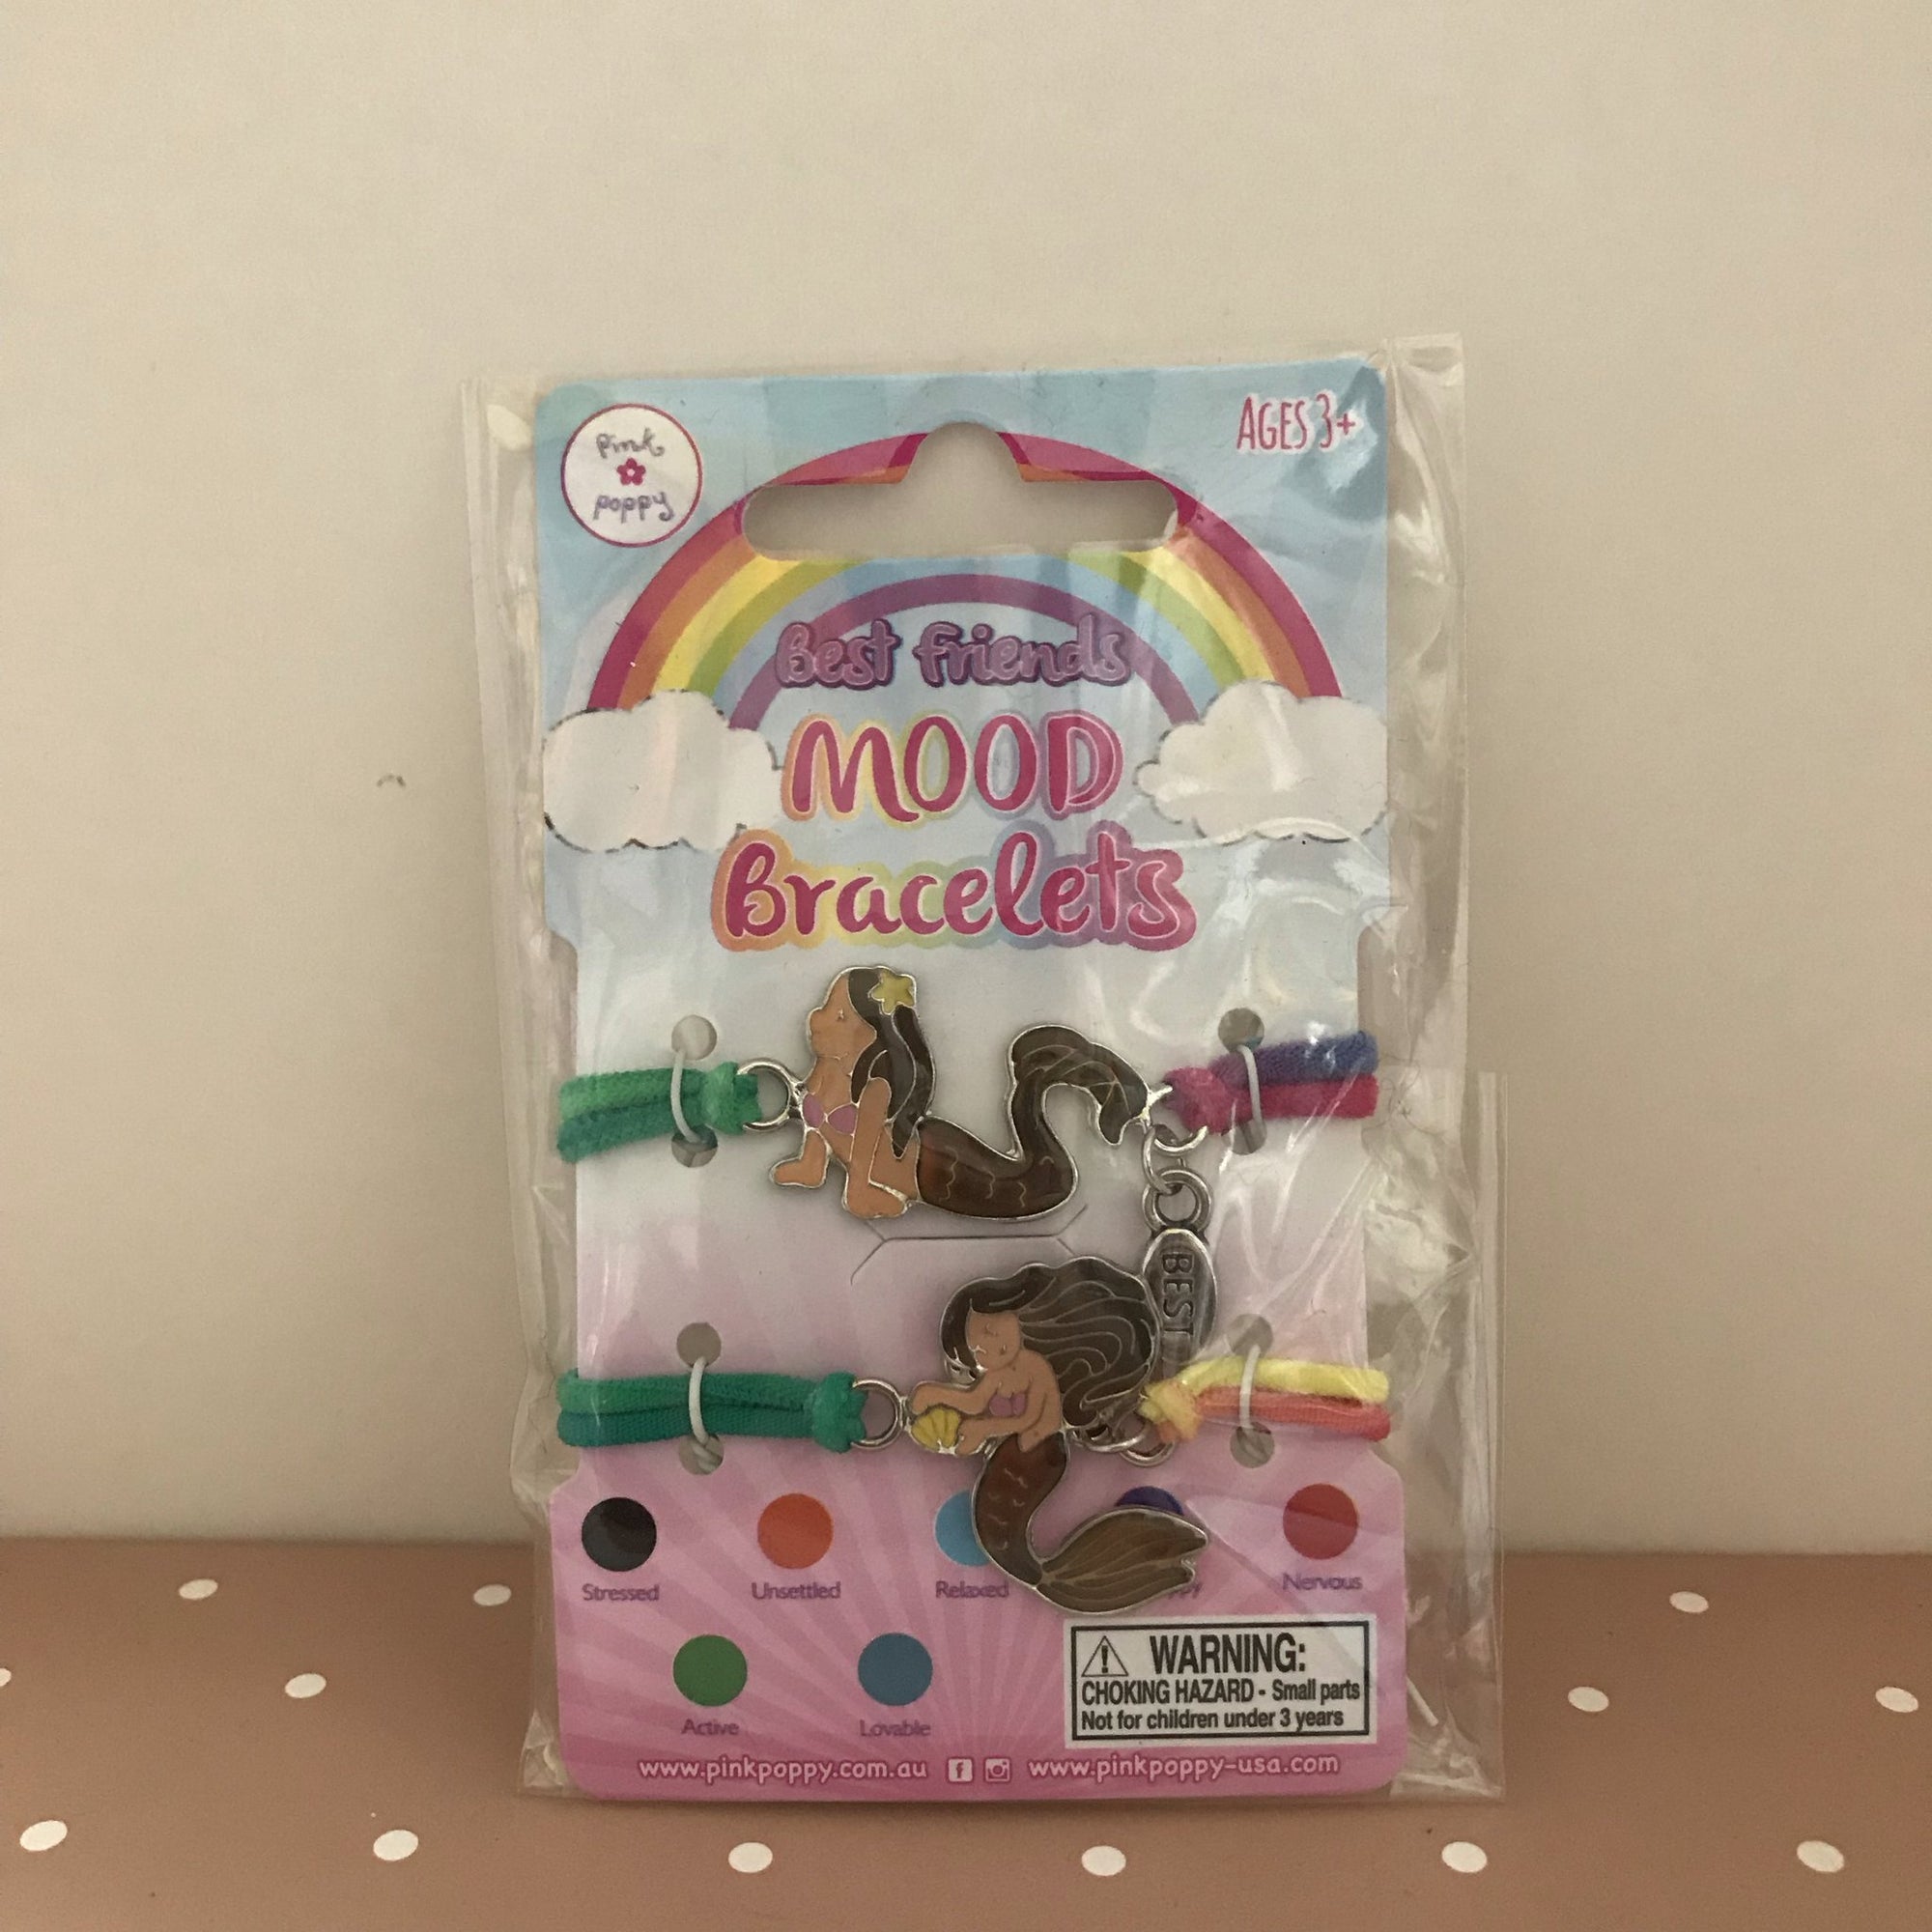 pink
poppy
AGES 3+
Best Friends
MOOD
Bracelets
BEST
Stressed
Unsettled
Relaxed
Nervous
Active
Lovable
WARNING:
CHOKING HAZARD - Small parts
Not for children under 3 years
www.pinkpoppy.com.au
www.pinkpoppy-usa.com